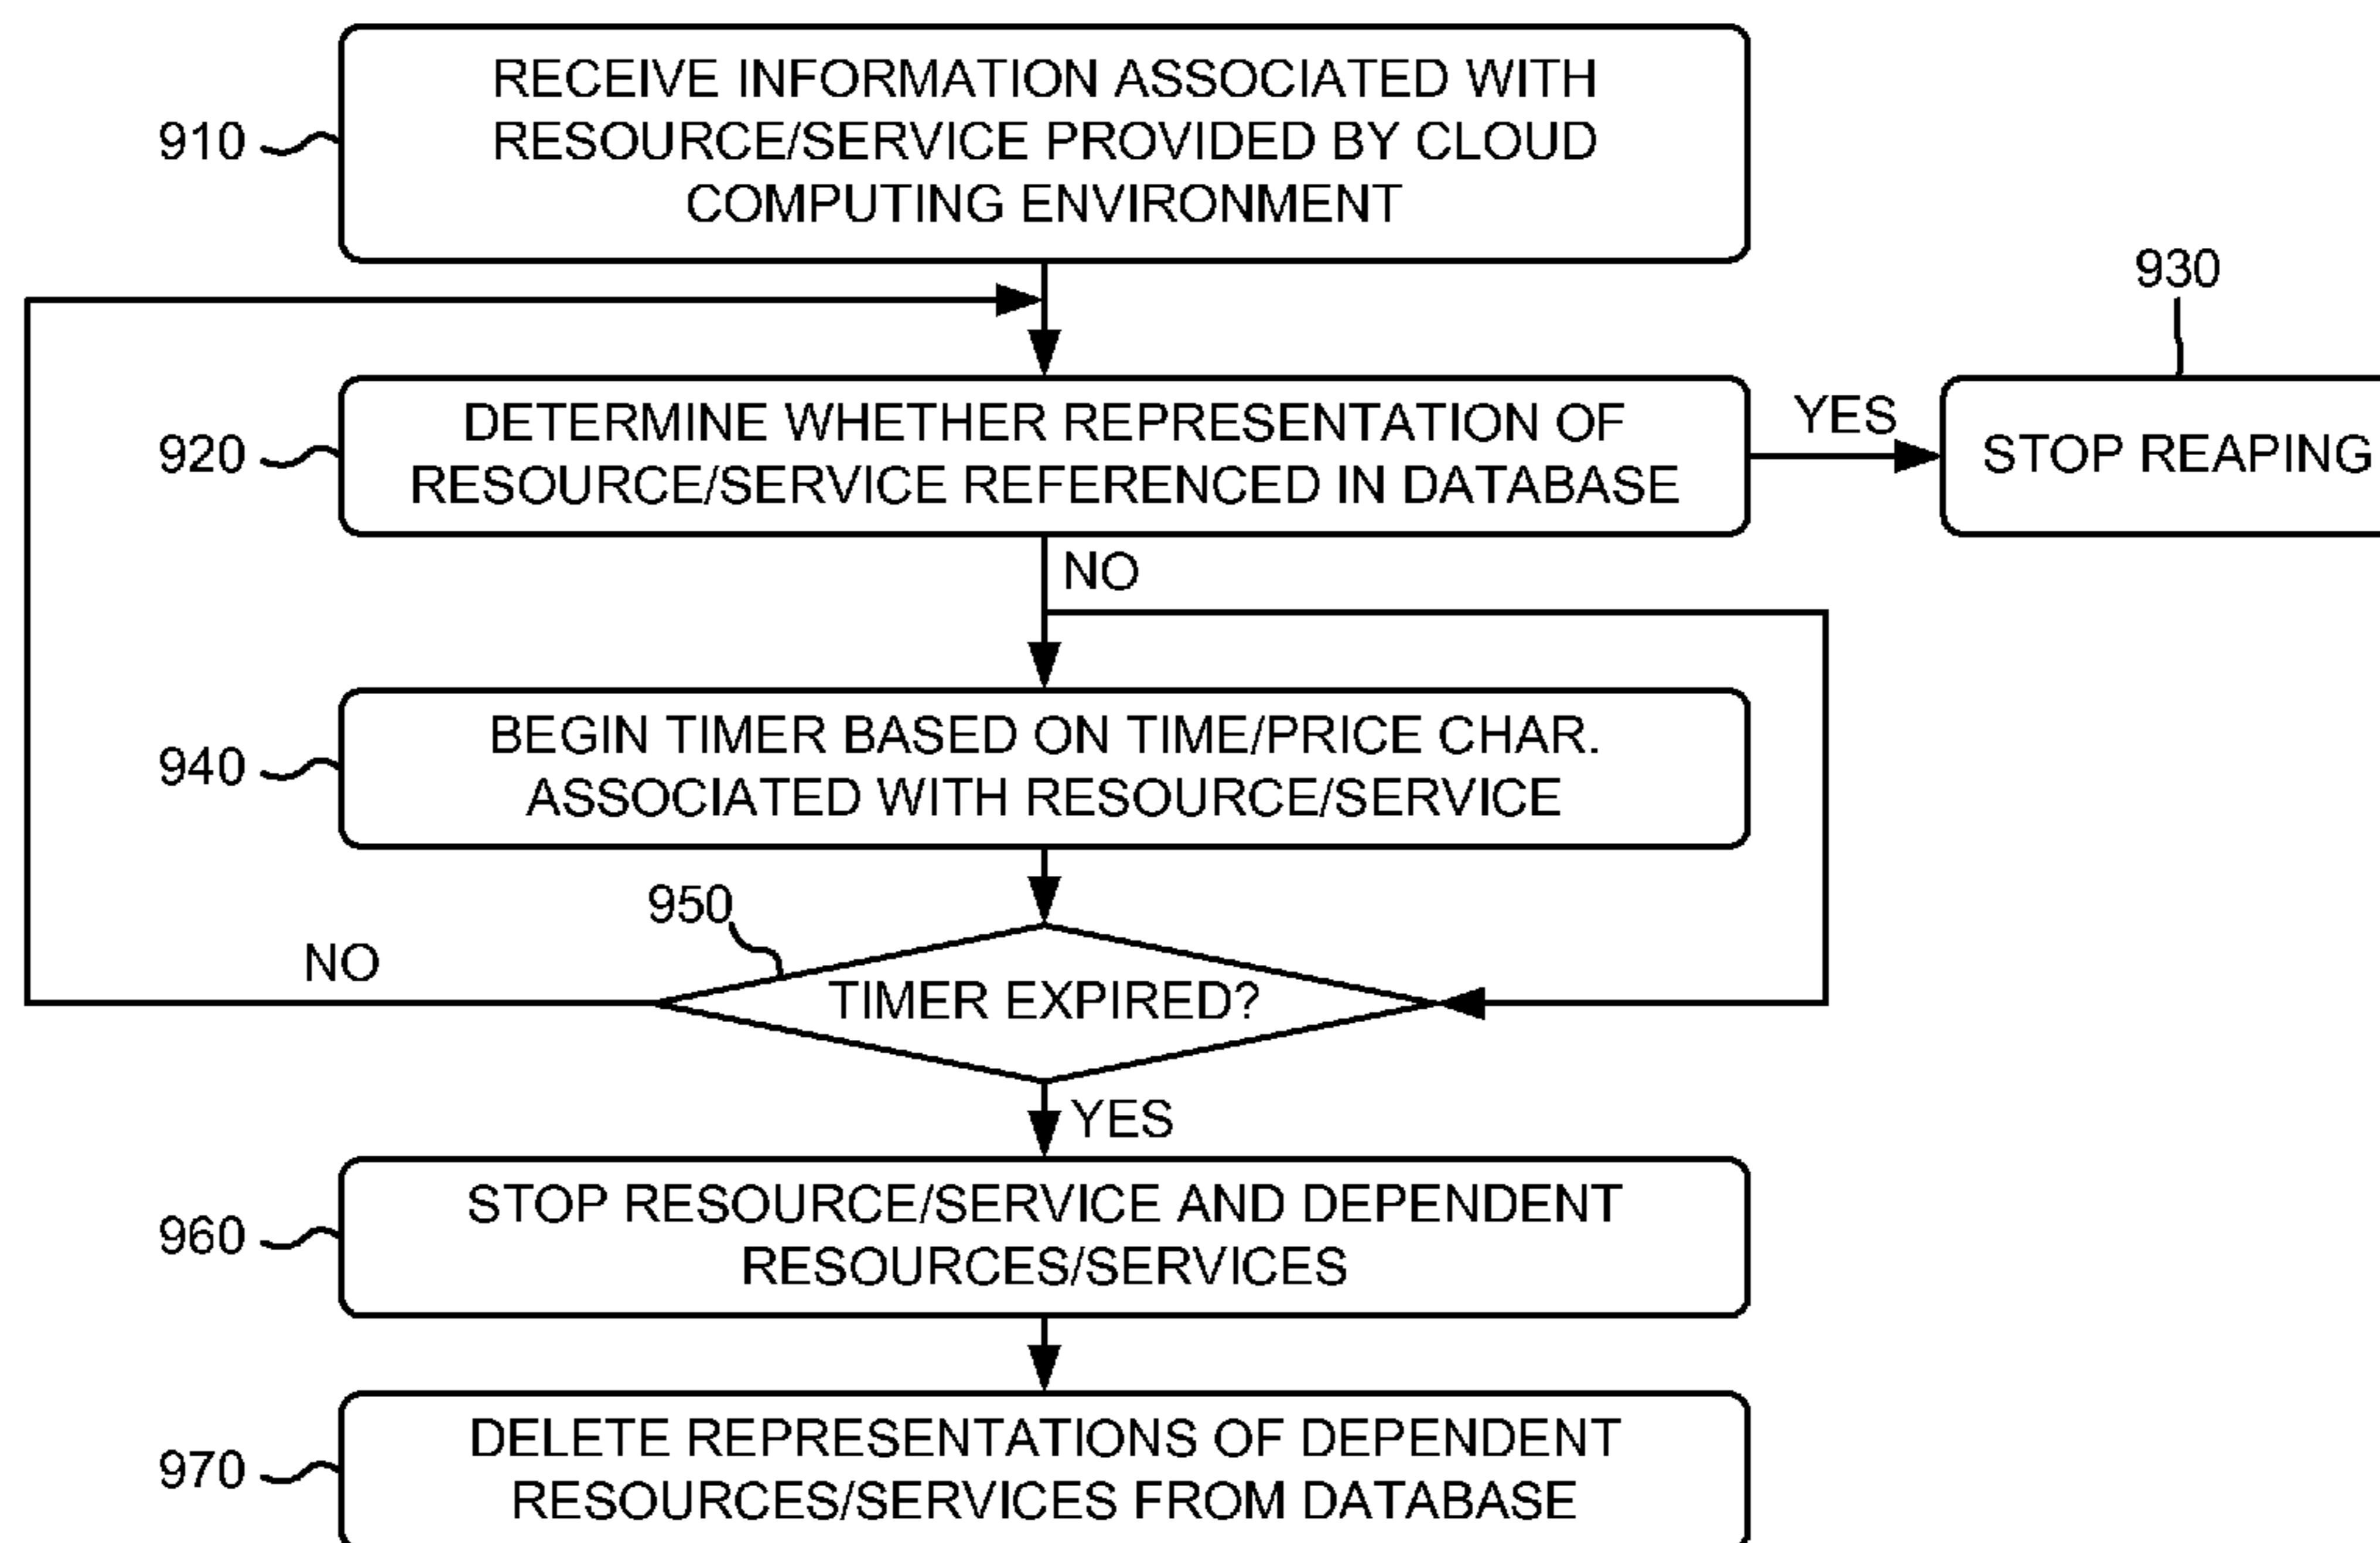 RECEIVE INFORMATION ASSOCIATED WITH
910
RESOURCE/SERVICE PROVIDED BY CLOUD
COMPUTING ENVIRONMENT
930
DETERMINE WHETHER REPRESENTATION OF
YES
920
RESOURCE/SERVICE REFERENCED IN DATABASE
STOP REAPING
NO
BEGIN TIMER BASED ON TIME/PRICE CHAR.
940
ASSOCIATED WITH RESOURCE/SERVICE
950
NO
TIMER EXPIRED?
YES
STOP RESOURCE/SERVICE AND DEPENDENT
960
RESOURCES/SERVICES
DELETE REPRESENTATIONS OF DEPENDENT
970
RESOURCES/SERVICES FROM DATABASE